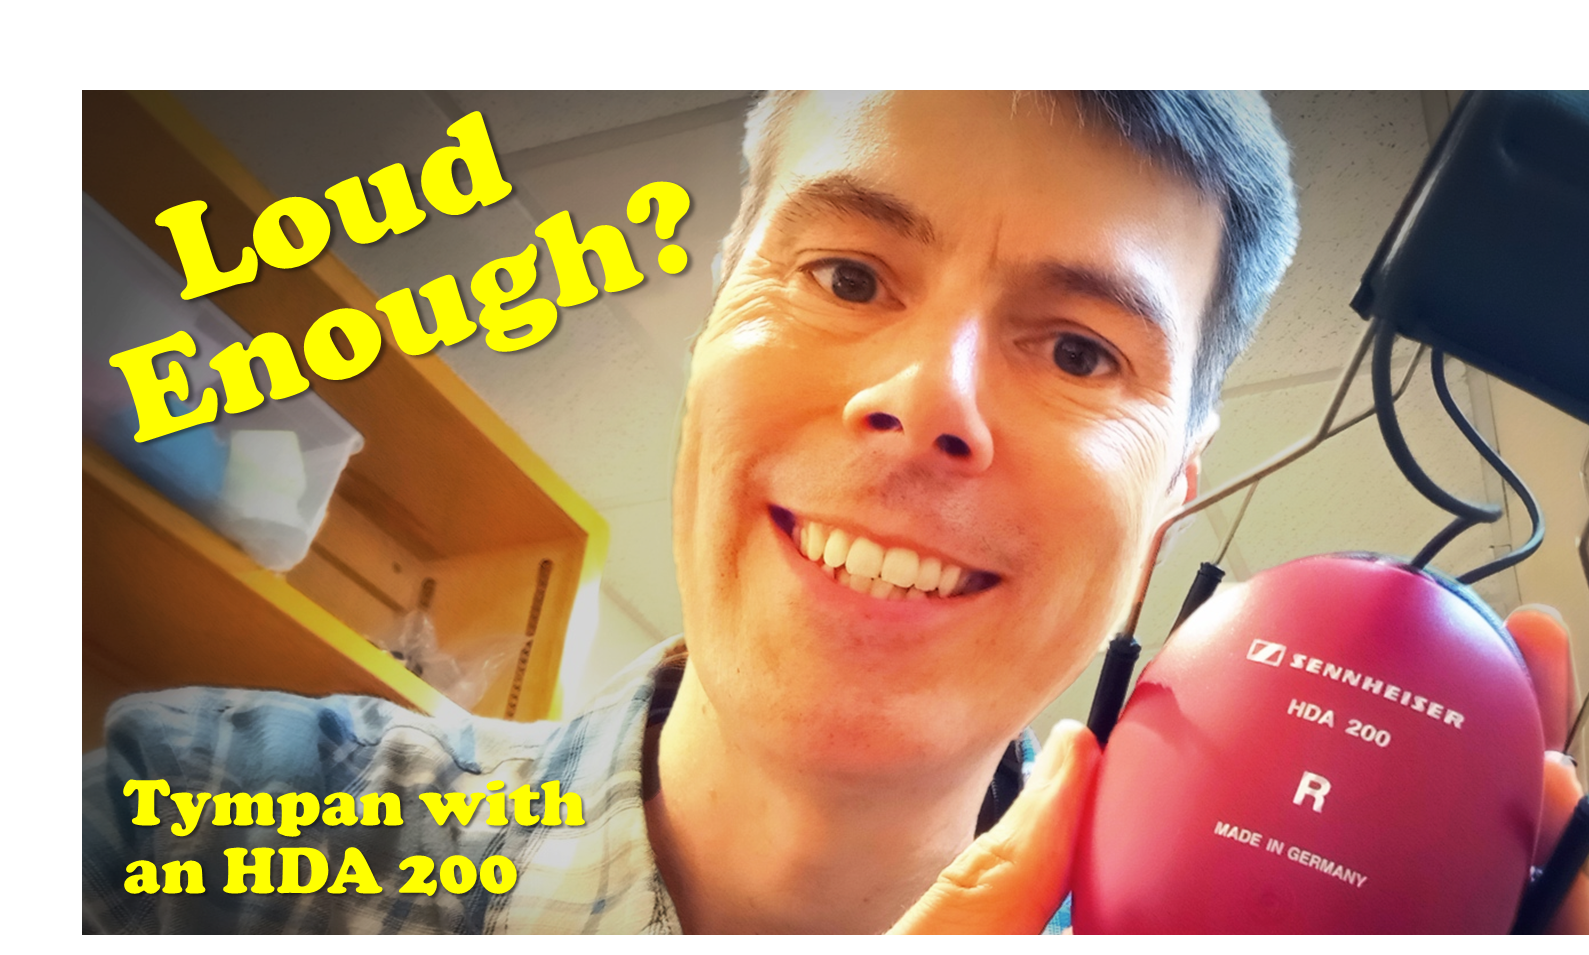 Loud
Enough?
Tympan with
an HDA 200
SENNHEISER
HDA 200
R
MADE IN GERMANY